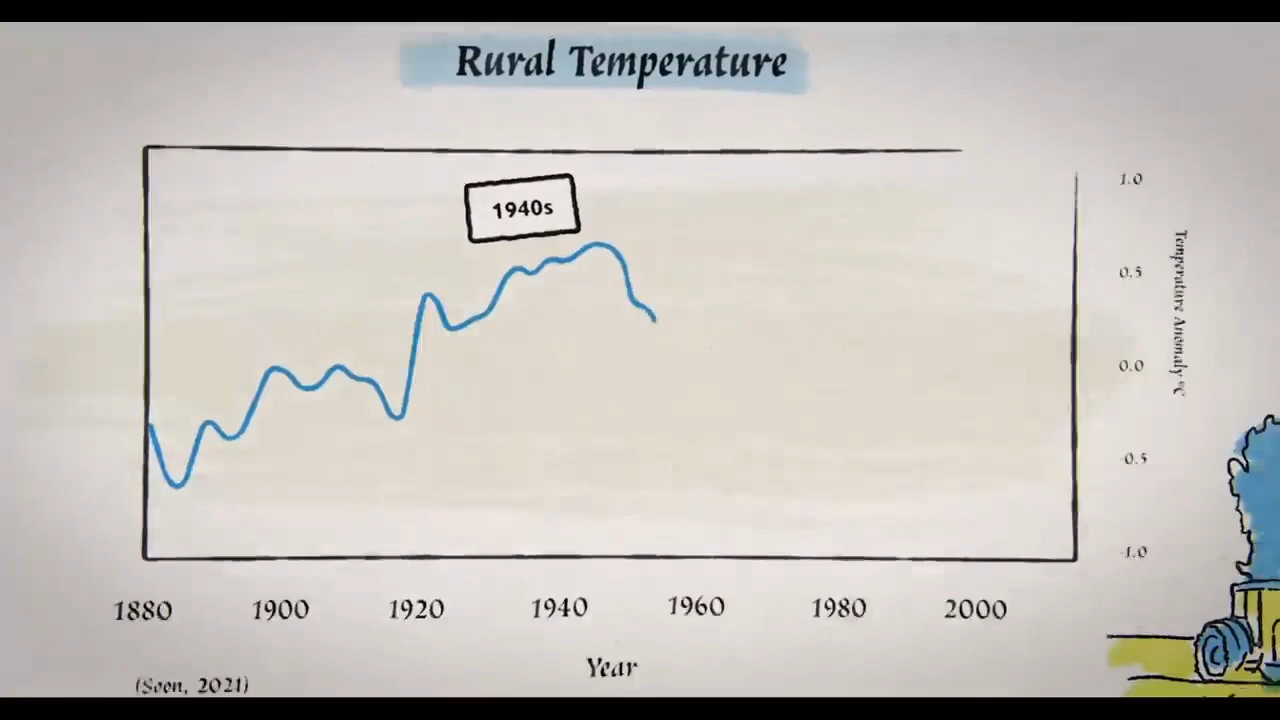 Rural Temperature
1940s
1.0
0.5
0.0
-0.5
-1.0
Temperature Anomaly °C
1880 1900 1920 1940 1960 1980 2000
Year
(Soon, 2021)